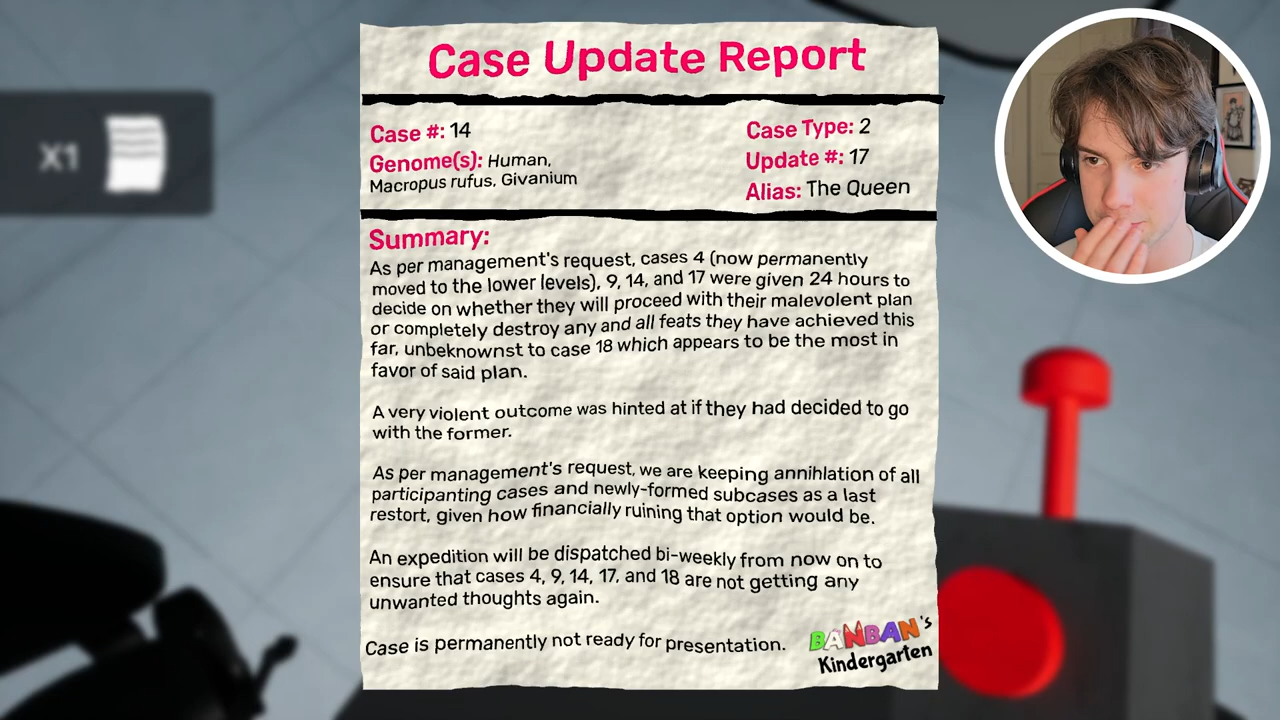 Case Update Report
X1
Case #: 14
Genome(s): Human,
Macropus rufus, Givanium
Case Type: 2
Update #: 17
Alias: The Queen
Summary:
As per management's request, cases 4 (now permanently
moved to the lower levels), 9, 14, and 17 were given 24 hours to
decide on whether they will proceed with their malevolent plan
or completely destroy any and all feats they have achieved this
far, unbeknownst to case 18 which appears to be the most in
favor of said plan.
A very violent outcome was hinted at if they had decided to go
with the former.
As per management's request, we are keeping annihlation of all
participanting cases and newly-formed subcases as a last
restort, given how financially ruining that option would be.
An expedition will be dispatched bi-weekly from now on to
ensure that cases 4, 9, 14, 17, and 18 are not getting any
unwanted thoughts again.
Case is permanently not ready for presentation.
BANBAN's
Kindergarten